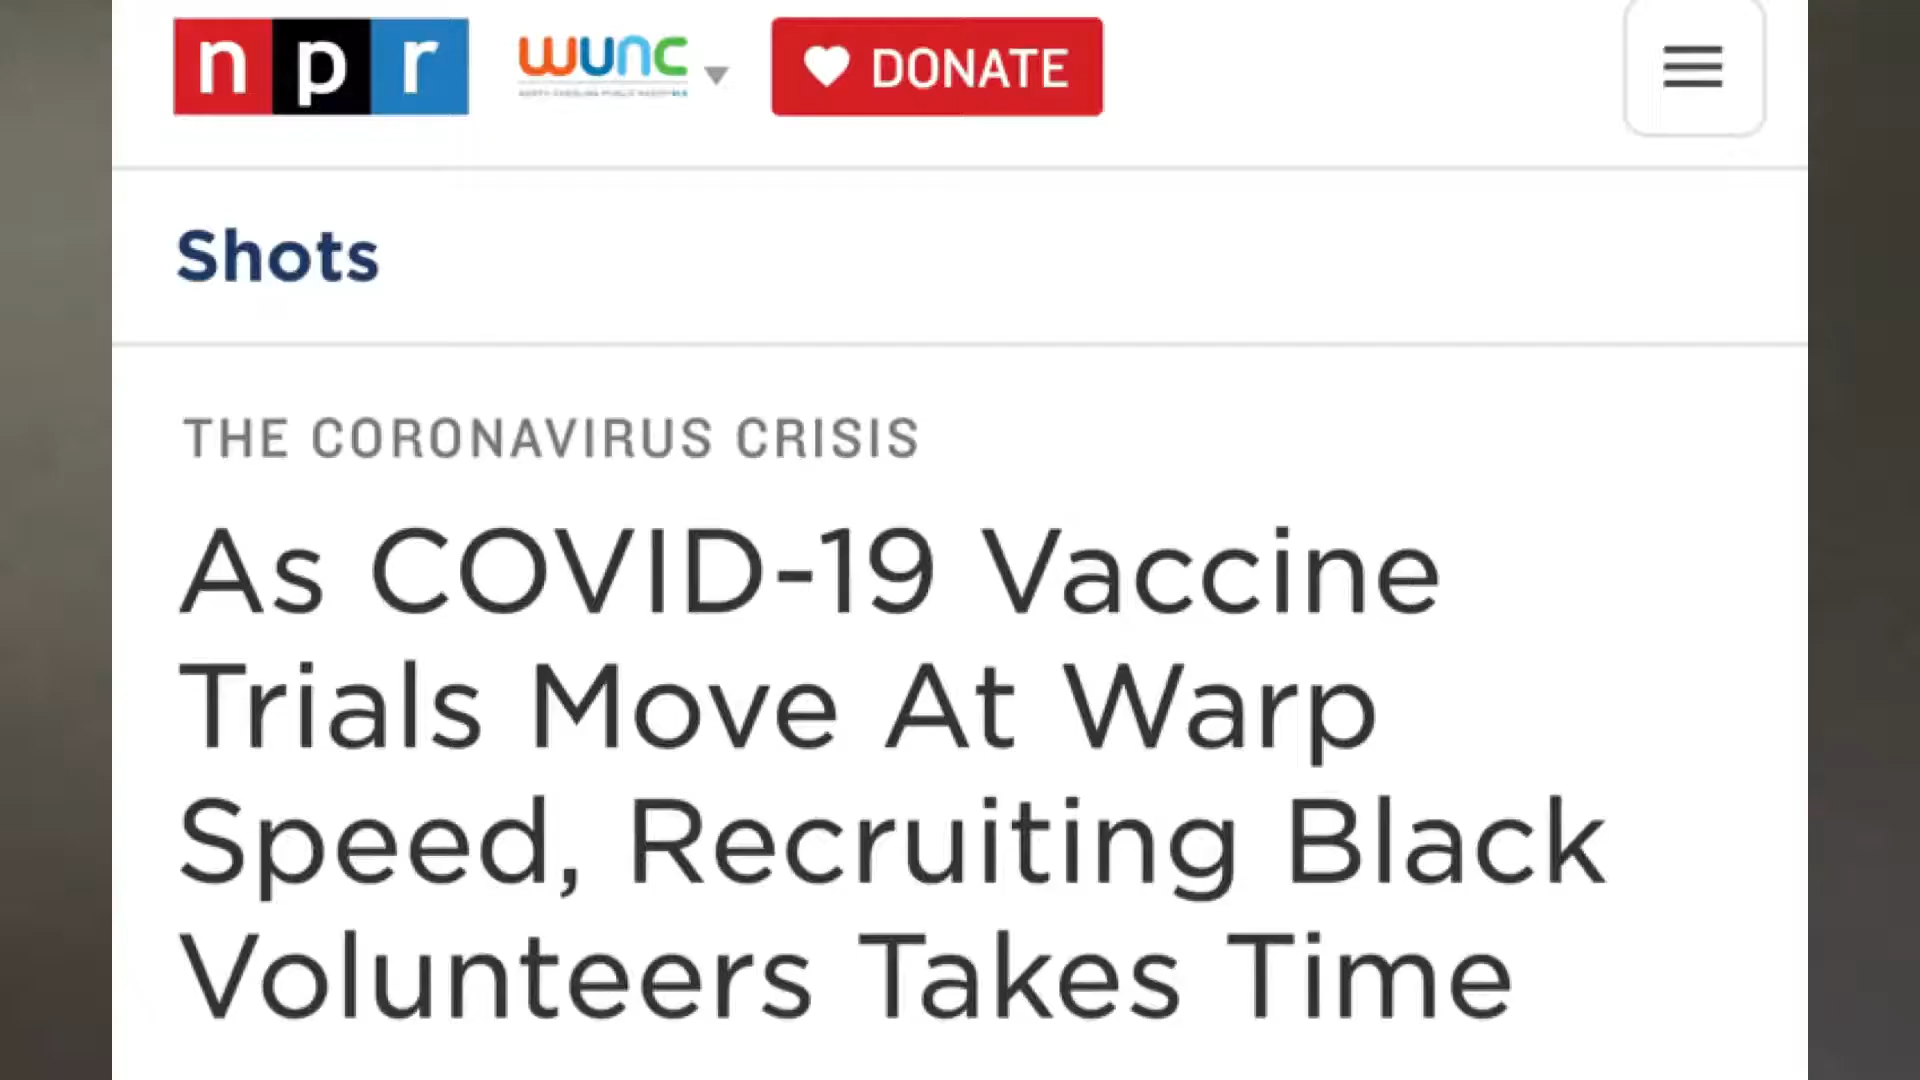 npr wunc DONATE
Shots
THE CORONAVIRUS CRISIS
As COVID-19 Vaccine
Trials Move At Warp
Speed, Recruiting Black
Volunteers Takes Time